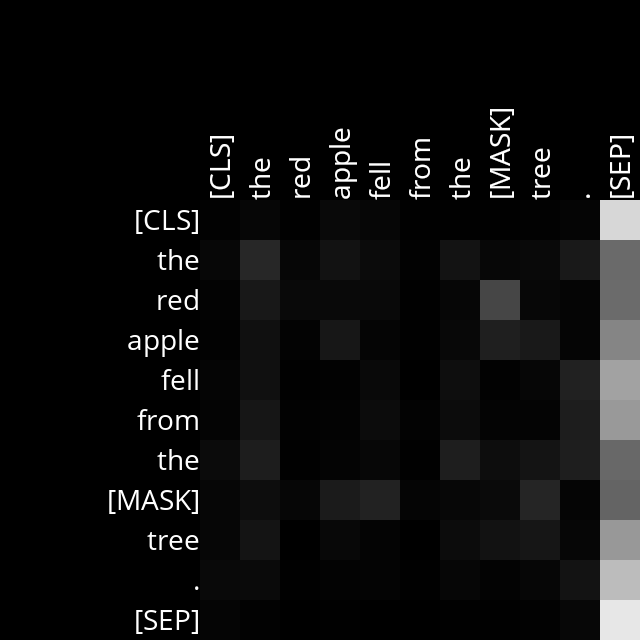 [CLS]
the
red
apple
fell
from
the
[MASK]
tree
.
[SEP]
[CLS]
the
red
apple
fell
from
the
[MASK]
tree
.
[SEP]